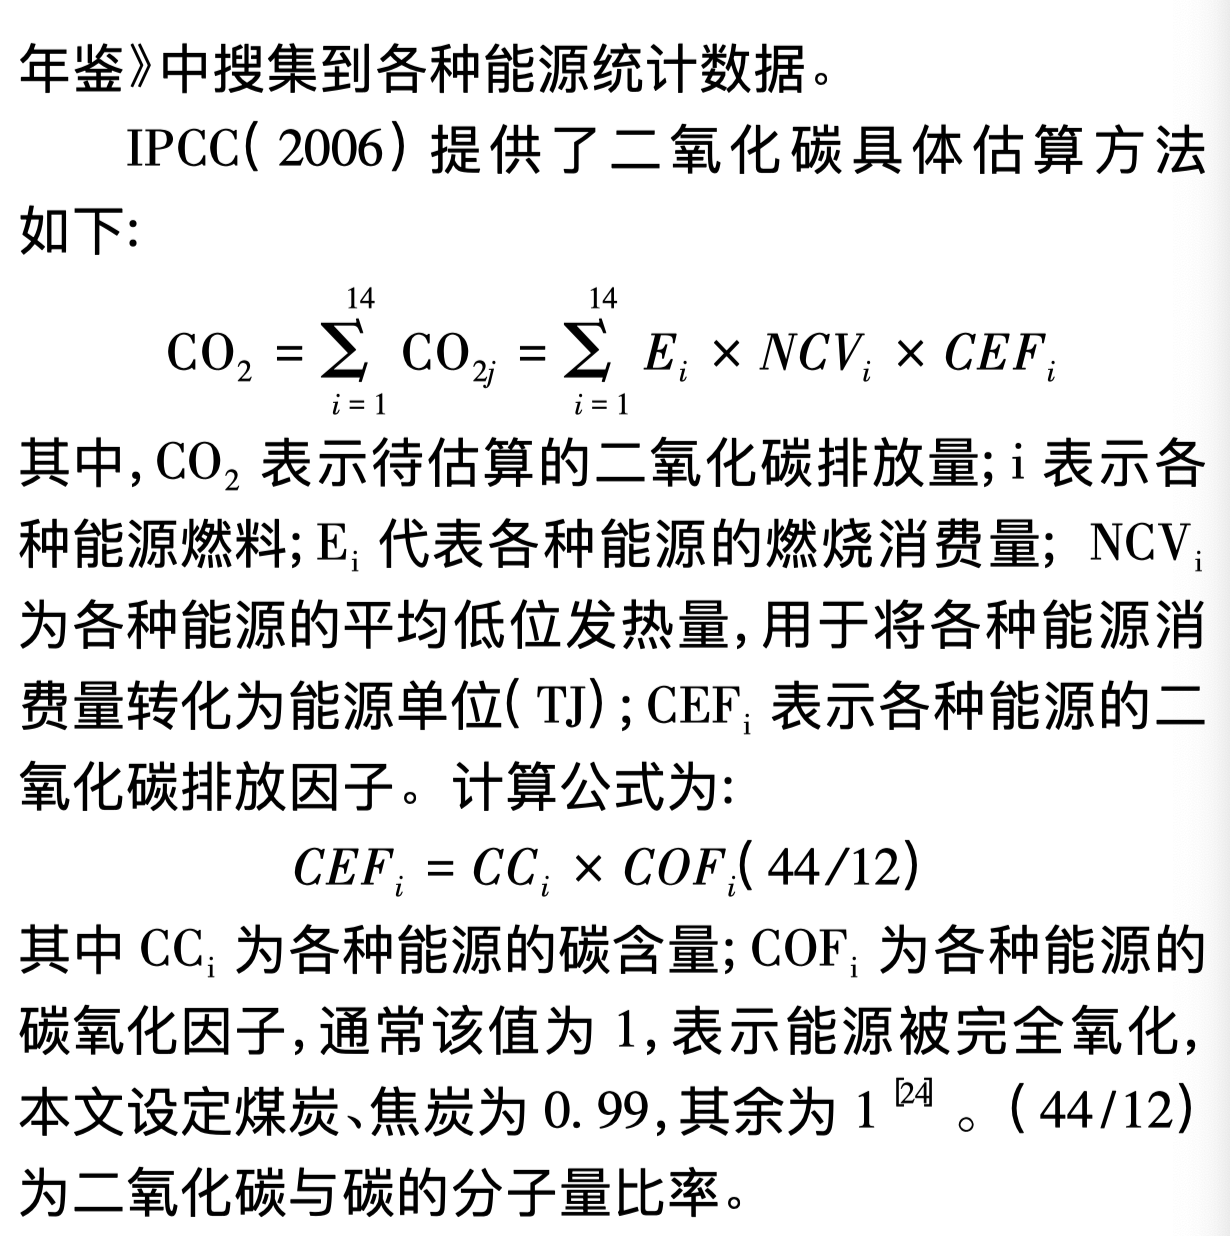 年鉴》中搜集到各种能源统计数据。
IPCC( 2006) 提供了二氧化碳具体估算方法
如下:
CO₂ = ∑_{i=1}^{14} CO_{2j} = ∑_{i=1}^{14} E_i × NCV_i × CEF_i
其中,CO₂ 表示待估算的二氧化碳排放量; i 表示各
种能源燃料; E_i 代表各种能源的燃烧消费量; NCV_i
为各种能源的平均低位发热量,用于将各种能源消
费量转化为能源单位( TJ) ; CEF_i 表示各种能源的二
氧化碳排放因子。计算公式为:
CEF_i = CC_i × COF_i( 44/12)
其中 CC_i 为各种能源的碳含量; COF_i 为各种能源的
碳氧化因子,通常该值为 1,表示能源被完全氧化,
本文设定煤炭、焦炭为 0. 99,其余为 1 [24] 。( 44/12)
为二氧化碳与碳的分子量比率。